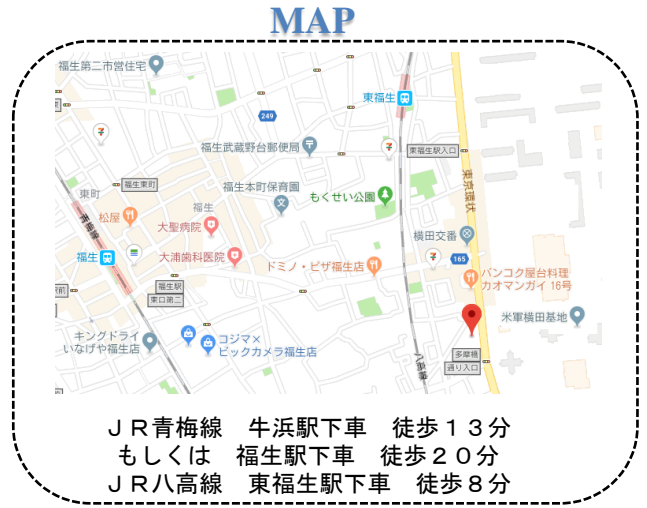 MAP
福生第二市営住宅
東福生
249
福生武蔵野台郵便局
東福生駅入口
東京環状
福生東町
東町
福生本町保育園
福生
もくせい公園
松屋
青梅線
大聖病院
横田交番
福生
大浦歯科医院
ドミノ・ピザ福生店
165
バンコク屋台料理
カオマンガイ 16号
福生駅
東口第二
駅前
米軍横田基地
キングドライ
いなげや福生店
コジマ×
ビックカメラ福生店
八高線
多摩橋
通り入口
ＪＲ青梅線　牛浜駅下車　徒歩１３分
もしくは　福生駅下車　徒歩２０分
ＪＲ八高線　東福生駅下車　徒歩８分